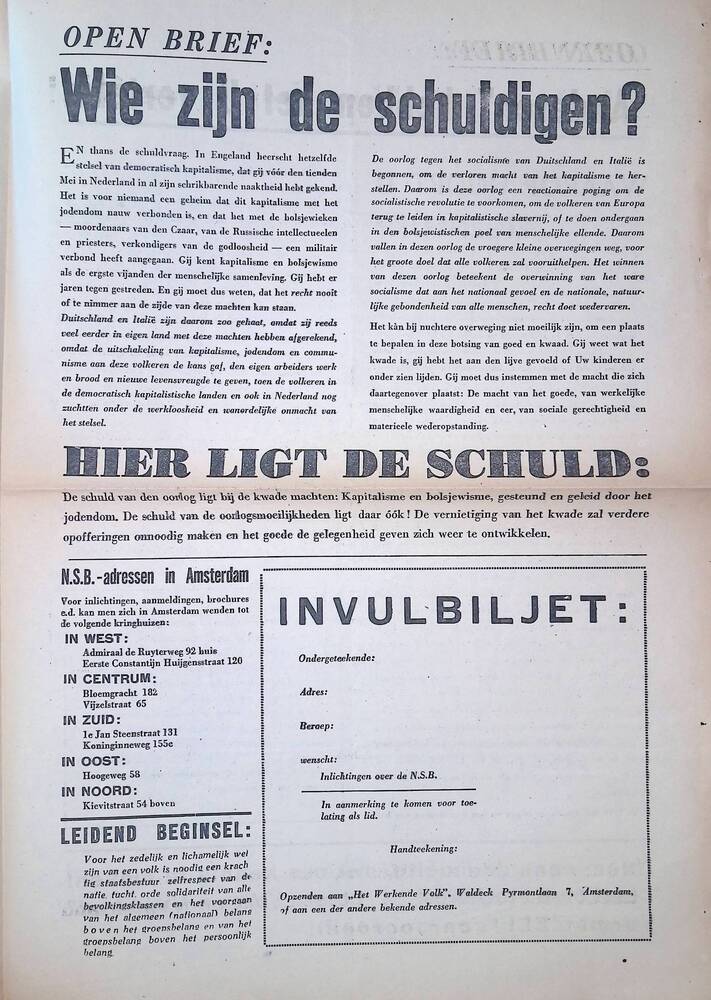 OPEN BRIEF:
Wie zijn de schuldigen?
EN thans de schuldvraag. In Engeland heerscht hetzelfde
stelsel van democratisch kapitalisme, dat gij vóór den tienden
Mei in Nederland in al zijn schrikbarende naaktheid hebt gekend.
Het is voor niemand een geheim dat dit kapitalisme met het
jodendom nauw verbonden is, en dat het met de bolsjewieken
— moordenaars van den Czaar, van de Russische intellectueelen
en priesters, verkondigers van de godloosheid — een militair
verbond heeft aangegaan. Gij kent kapitalisme en bolsjewisme
als de ergste vijanden der menschelijke samenleving. Gij hebt er
jaren tegen gestreden. En gij moet dus weten, dat het recht nooit
of te nimmer aan de zijde van deze machten kan staan.
Duitschland en Italië zijn daarom zoo gehaat, omdat zij reeds
veel eerder in eigen land met deze machten hebben afgerekend,
omdat de uitschakeling van kapitalisme, jodendom en commu-
nisme aan deze volkeren de kans gaf, den eigen arbeiders werk
en brood en nieuwe levensvreugde te geven, toen de volkeren in
de democratisch kapitalistische landen en ook in Nederland nog
zuchtten onder de werkloosheid en wanordelijke onmacht van
het stelsel.
De oorlog tegen het socialisme van Duitschland en Italië is
begonnen, om de verloren macht van het kapitalisme te her-
stellen. Daarom is deze oorlog een reactionaire poging om de
socialistische revolutie te voorkomen, om de volkeren van Europa
terug te leiden in kapitalistische slavernij, of te doen ondergaan
in den bolsjewistischen poel van menschelijke ellende. Daarom
vallen in dezen oorlog de vroegere kleine overwegingen weg, voor
het groote doel dat alle volkeren zal vooruithelpen. Het winnen
van dezen oorlog beteekent de overwinning van het ware
socialisme dat aan het nationaal gevoel en de nationale, natuur-
lijke gebondenheid van alle menschen, recht doet wedervaren.
Het kàn bij nuchtere overweging niet moeilijk zijn, om een plaats
te bepalen in deze botsing van goed en kwaad. Gij weet wat het
kwade is, gij hebt het aan den lijve gevoeld of Uw kinderen er
onder zien lijden. Gij moet dus instemmen met de macht die zich
daartegenover plaatst: De macht van het goede, van werkelijke
menschelijke waardigheid en eer, van sociale gerechtigheid en
materieele wederopstanding.
HIER LIGT DE SCHULD:
De schuld van den oorlog ligt bij de kwade machten: Kapitalisme en bolsjewisme, gesteund en geleid door het
jodendom. De schuld van de oorlogsmoeilijkheden ligt daar óók! De vernietiging van het kwade zal verdere
opofferingen onnoodig maken en het goede de gelegenheid geven zich weer te ontwikkelen.
N.S.B.-adressen in Amsterdam
Voor inlichtingen, aanmeldingen, brochures
e.d. kan men zich in Amsterdam wenden tot
de volgende kringhuizen:
IN WEST:
Admiraal de Ruyterweg 92 huis
Eerste Constantijn Huijgensstraat 120
IN CENTRUM:
Bloemgracht 182
Vijzelstraat 65
IN ZUID:
1e Jan Steenstraat 131
Koninginneweg 155e
IN OOST:
Hoogeweg 58
IN NOORD:
Kievitstraat 54 boven
LEIDEND BEGINSEL:
Voor het zedelijk en lichamelijk wel
zijn van een volk is noodig een krach
tig staatsbestuur zelfrespect van de
natie, tucht, orde solidariteit van alle
bevolkingsklassen en het voorgaan
van het algemeen (nationaal) belang
boven het groepsbelang en van het
groepsbelang boven het persoonlijk
belang.
INVULBILJET:
Ondergeteekende:
Adres:
Beroep:
wenscht:
Inlichtingen over de N.S.B.
In aanmerking te komen voor toe-
lating als lid.
Handteekening:
Opzenden aan „Het Werkende Volk", Waldeck Pyrmontlaan 7, Amsterdam,
of aan een der andere bekende adressen.